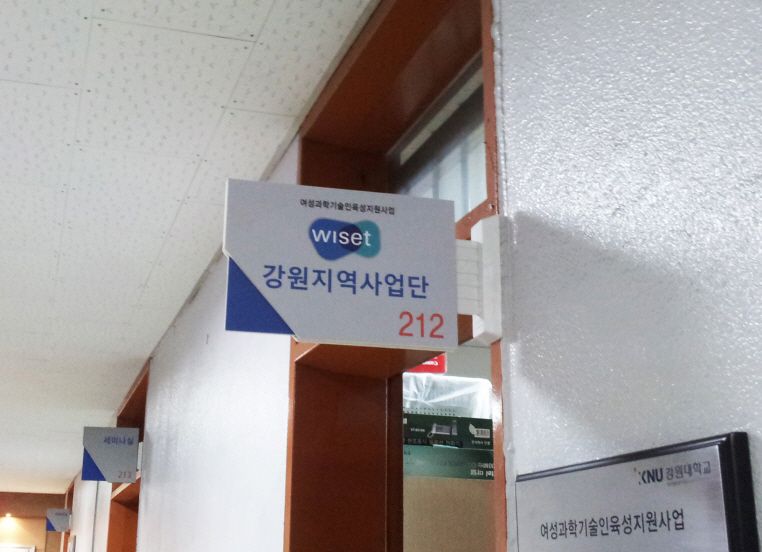 여성과학기술인육성지원사업
wiset
강원지역사업단
212
세미나실
213
KNU 강원대학교
여성과학기술인육성지원사업